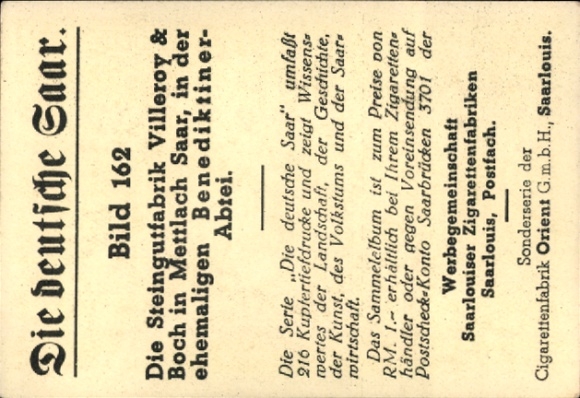 Die deutsche Saar.
Bild 162
Die Steingutfabrik Villeroy &
Boch in Mettlach Saar, in der
ehemaligen Benediktiner-
Abtei.
Die Serie „Die deutsche Saar“ umfaßt
216 Kupfertiefdrucke und zeigt Wissens-
wertes der Landschaft, der Geschichte,
der Kunst, des Volkstums und der Saar-
wirtschaft.
Das Sammelalbum ist zum Preise von
RM. 1.- erhältlich bei Ihrem Zigaretten-
händler oder gegen Voreinsendung auf
Postscheck-Konto Saarbrücken 3701 der
Werbegemeinschaft
Saarlouiser Zigarettenfabriken
Saarlouis, Postfach.
Sonderserie der
Cigarettenfabrik Orient G.m.b.H., Saarlouis.